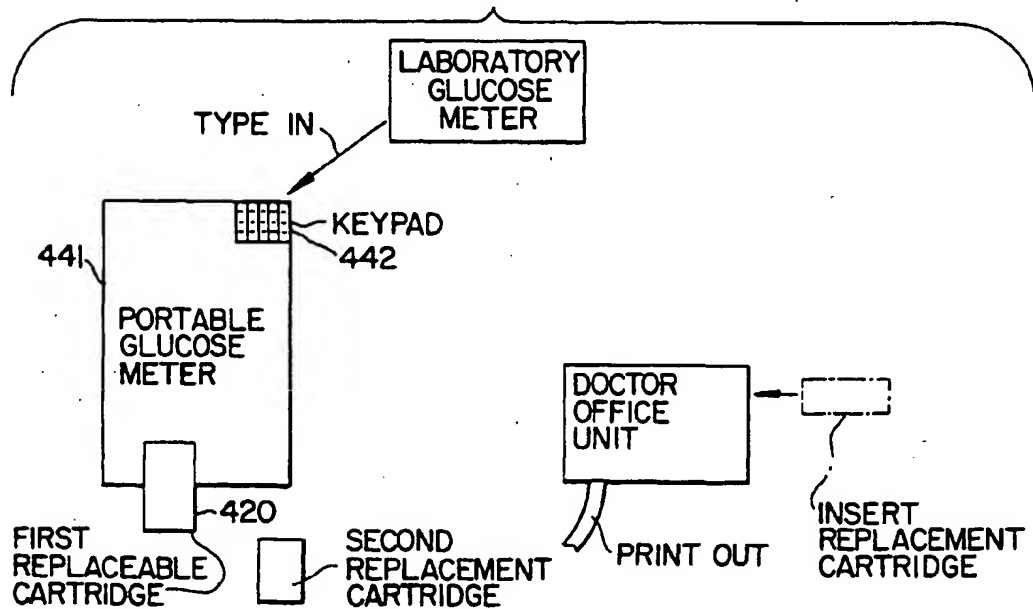 LABORATORY
GLUCOSE
METER
TYPE IN
KEYPAD
442
441
PORTABLE
GLUCOSE
METER
420
FIRST
REPLACEABLE
CARTRIDGE
SECOND
REPLACEMENT
CARTRIDGE
DOCTOR
OFFICE
UNIT
PRINT OUT
INSERT
REPLACEMENT
CARTRIDGE